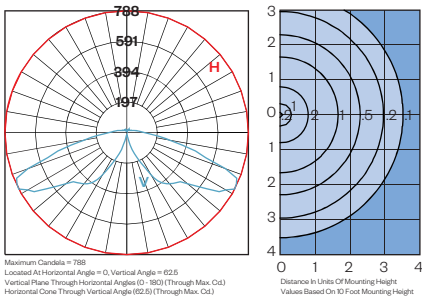 788
591
394
197
H
V
Maximum Candela = 788
Located At Horizontal Angle = 0, Vertical Angle = 62.5
Vertical Plane Through Horizontal Angles (0 - 180) (Through Max. Cd.)
Horizontal Cone Through Vertical Angle (62.5) (Through Max. Cd.)
3
2
1
0
1
2
3
4
.2 1 .2 .1 .5 .2 .1
0 1 2 3 4
Distance In Units Of Mounting Height
Values Based On 10 Foot Mounting Height